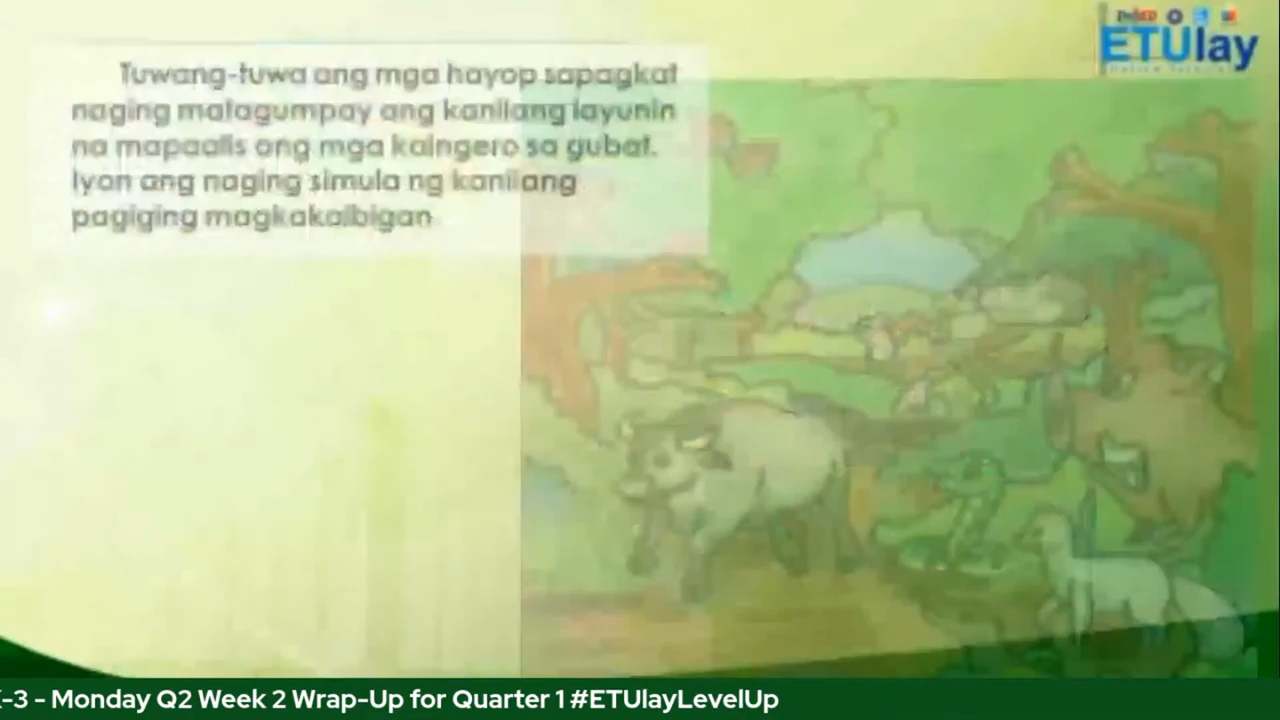 DepED
ETUlay
Tuwang-tuwa ang mga hayop sapagkat
naging matagumpay ang kanilang layunin
na mapaalis ang mga kaingero sa gubat.
Iyon ang naging simula ng kanilang
pagiging magkakaibigan
-3 - Monday Q2 Week 2 Wrap-Up for Quarter 1 #ETUlayLevelUp